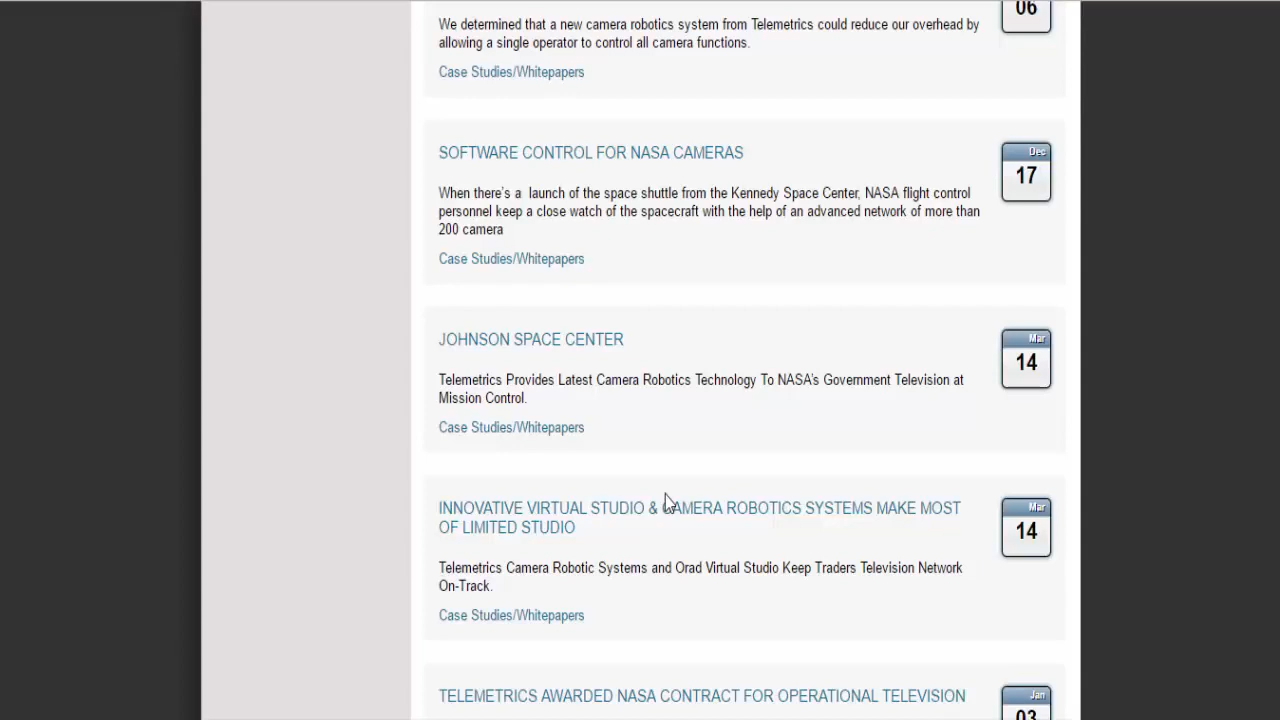 06
We determined that a new camera robotics system from Telemetrics could reduce our overhead by
allowing a single operator to control all camera functions.
Case Studies/Whitepapers
SOFTWARE CONTROL FOR NASA CAMERAS
Dec
17
When there's a launch of the space shuttle from the Kennedy Space Center, NASA flight control
personnel keep a close watch of the spacecraft with the help of an advanced network of more than
200 camera
Case Studies/Whitepapers
JOHNSON SPACE CENTER
Mar
14
Telemetrics Provides Latest Camera Robotics Technology To NASA's Government Television at
Mission Control.
Case Studies/Whitepapers
INNOVATIVE VIRTUAL STUDIO & CAMERA ROBOTICS SYSTEMS MAKE MOST
OF LIMITED STUDIO
Mar
14
Telemetrics Camera Robotic Systems and Orad Virtual Studio Keep Traders Television Network
On-Track.
Case Studies/Whitepapers
TELEMETRICS AWARDED NASA CONTRACT FOR OPERATIONAL TELEVISION
Jan
03